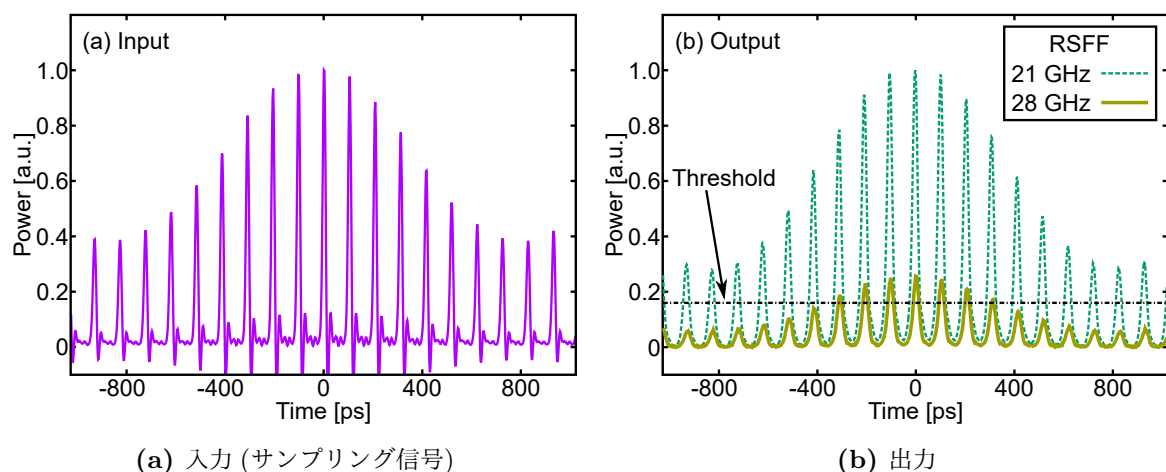 (a) Input
Power [a.u.]
1.0
0.8
0.6
0.4
0.2
0
-800
-400
0
400
800
Time [ps]
(a) 入力 (サンプリング信号)
(b) Output
RSFF
21 GHz
28 GHz
Threshold
Power [a.u.]
1.0
0.8
0.6
0.4
0.2
0
-800
-400
0
400
800
Time [ps]
(b) 出力